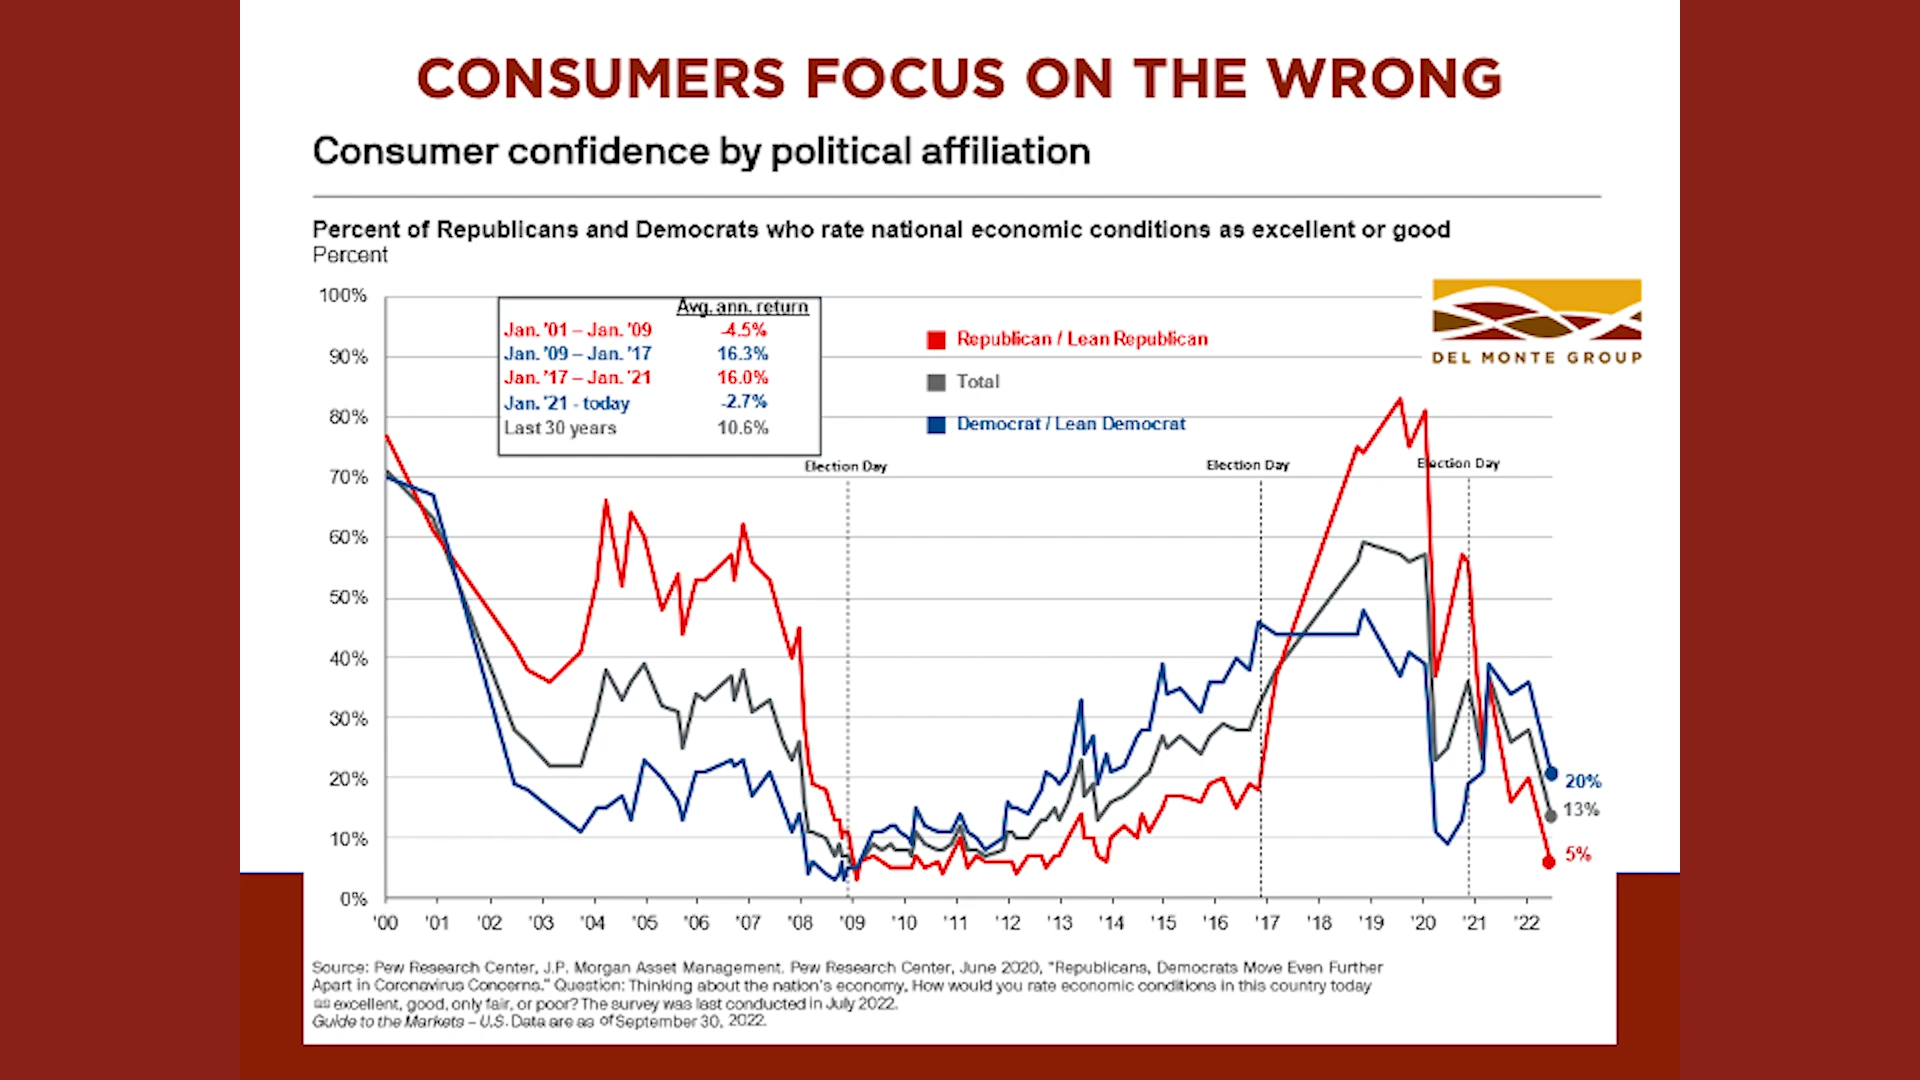 CONSUMERS FOCUS ON THE WRONG
Consumer confidence by political affiliation
Percent of Republicans and Democrats who rate national economic conditions as excellent or good
Percent
100%
90%
80%
70%
60%
50%
40%
30%
20%
10%
0%
Avg. ann. return
Jan. '01 – Jan. '09 -4.5%
Jan. '09 – Jan. '17 16.3%
Jan. '17 – Jan. '21 16.0%
Jan. '21 - today -2.7%
Last 30 years 10.6%
Republican / Lean Republican
Total
Democrat / Lean Democrat
DEL MONTE GROUP
Election Day
Election Day
Election Day
20%
13%
5%
'00 '01 '02 '03 '04 '05 '06 '07 '08 '09 '10 '11 '12 '13 '14 '15 '16 '17 '18 '19 '20 '21 '22
Source: Pew Research Center, J.P. Morgan Asset Management. Pew Research Center, June 2020, "Republicans, Democrats Move Even Further
Apart in Coronavirus Concerns." Question: Thinking about the nation's economy, How would you rate economic conditions in this country today
as excellent, good, only fair, or poor? The survey was last conducted in July 2022.
Guide to the Markets – U.S. Data are as of September 30, 2022.